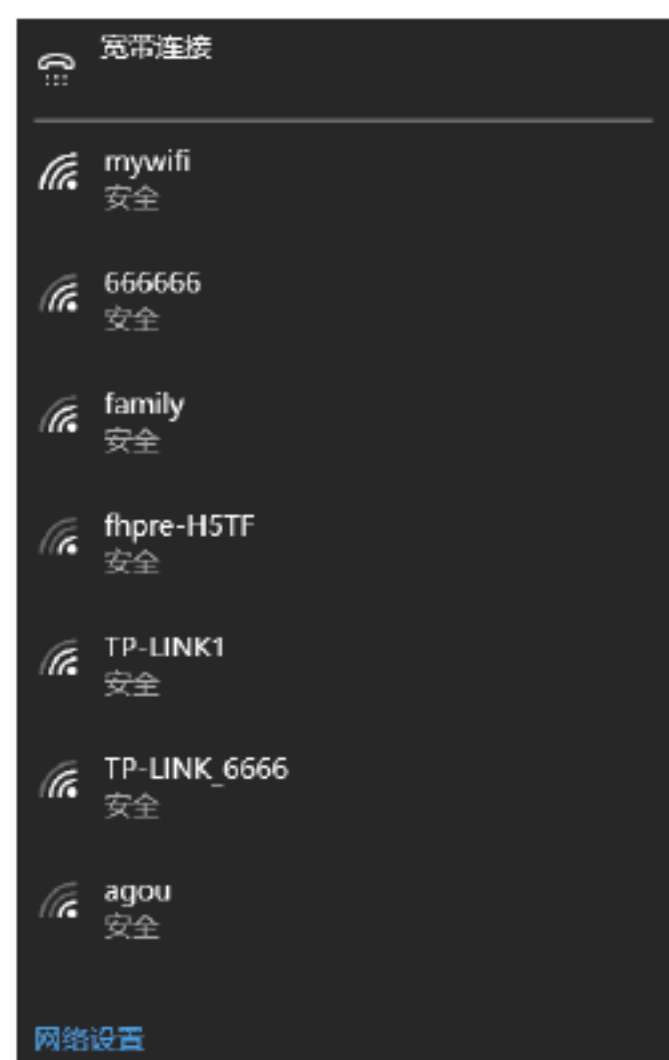 宽带连接
mywifi
安全
666666
安全
family
安全
fhpre-H5TF
安全
TP-LINK1
安全
TP-LINK_6666
安全
agou
安全
网络设置